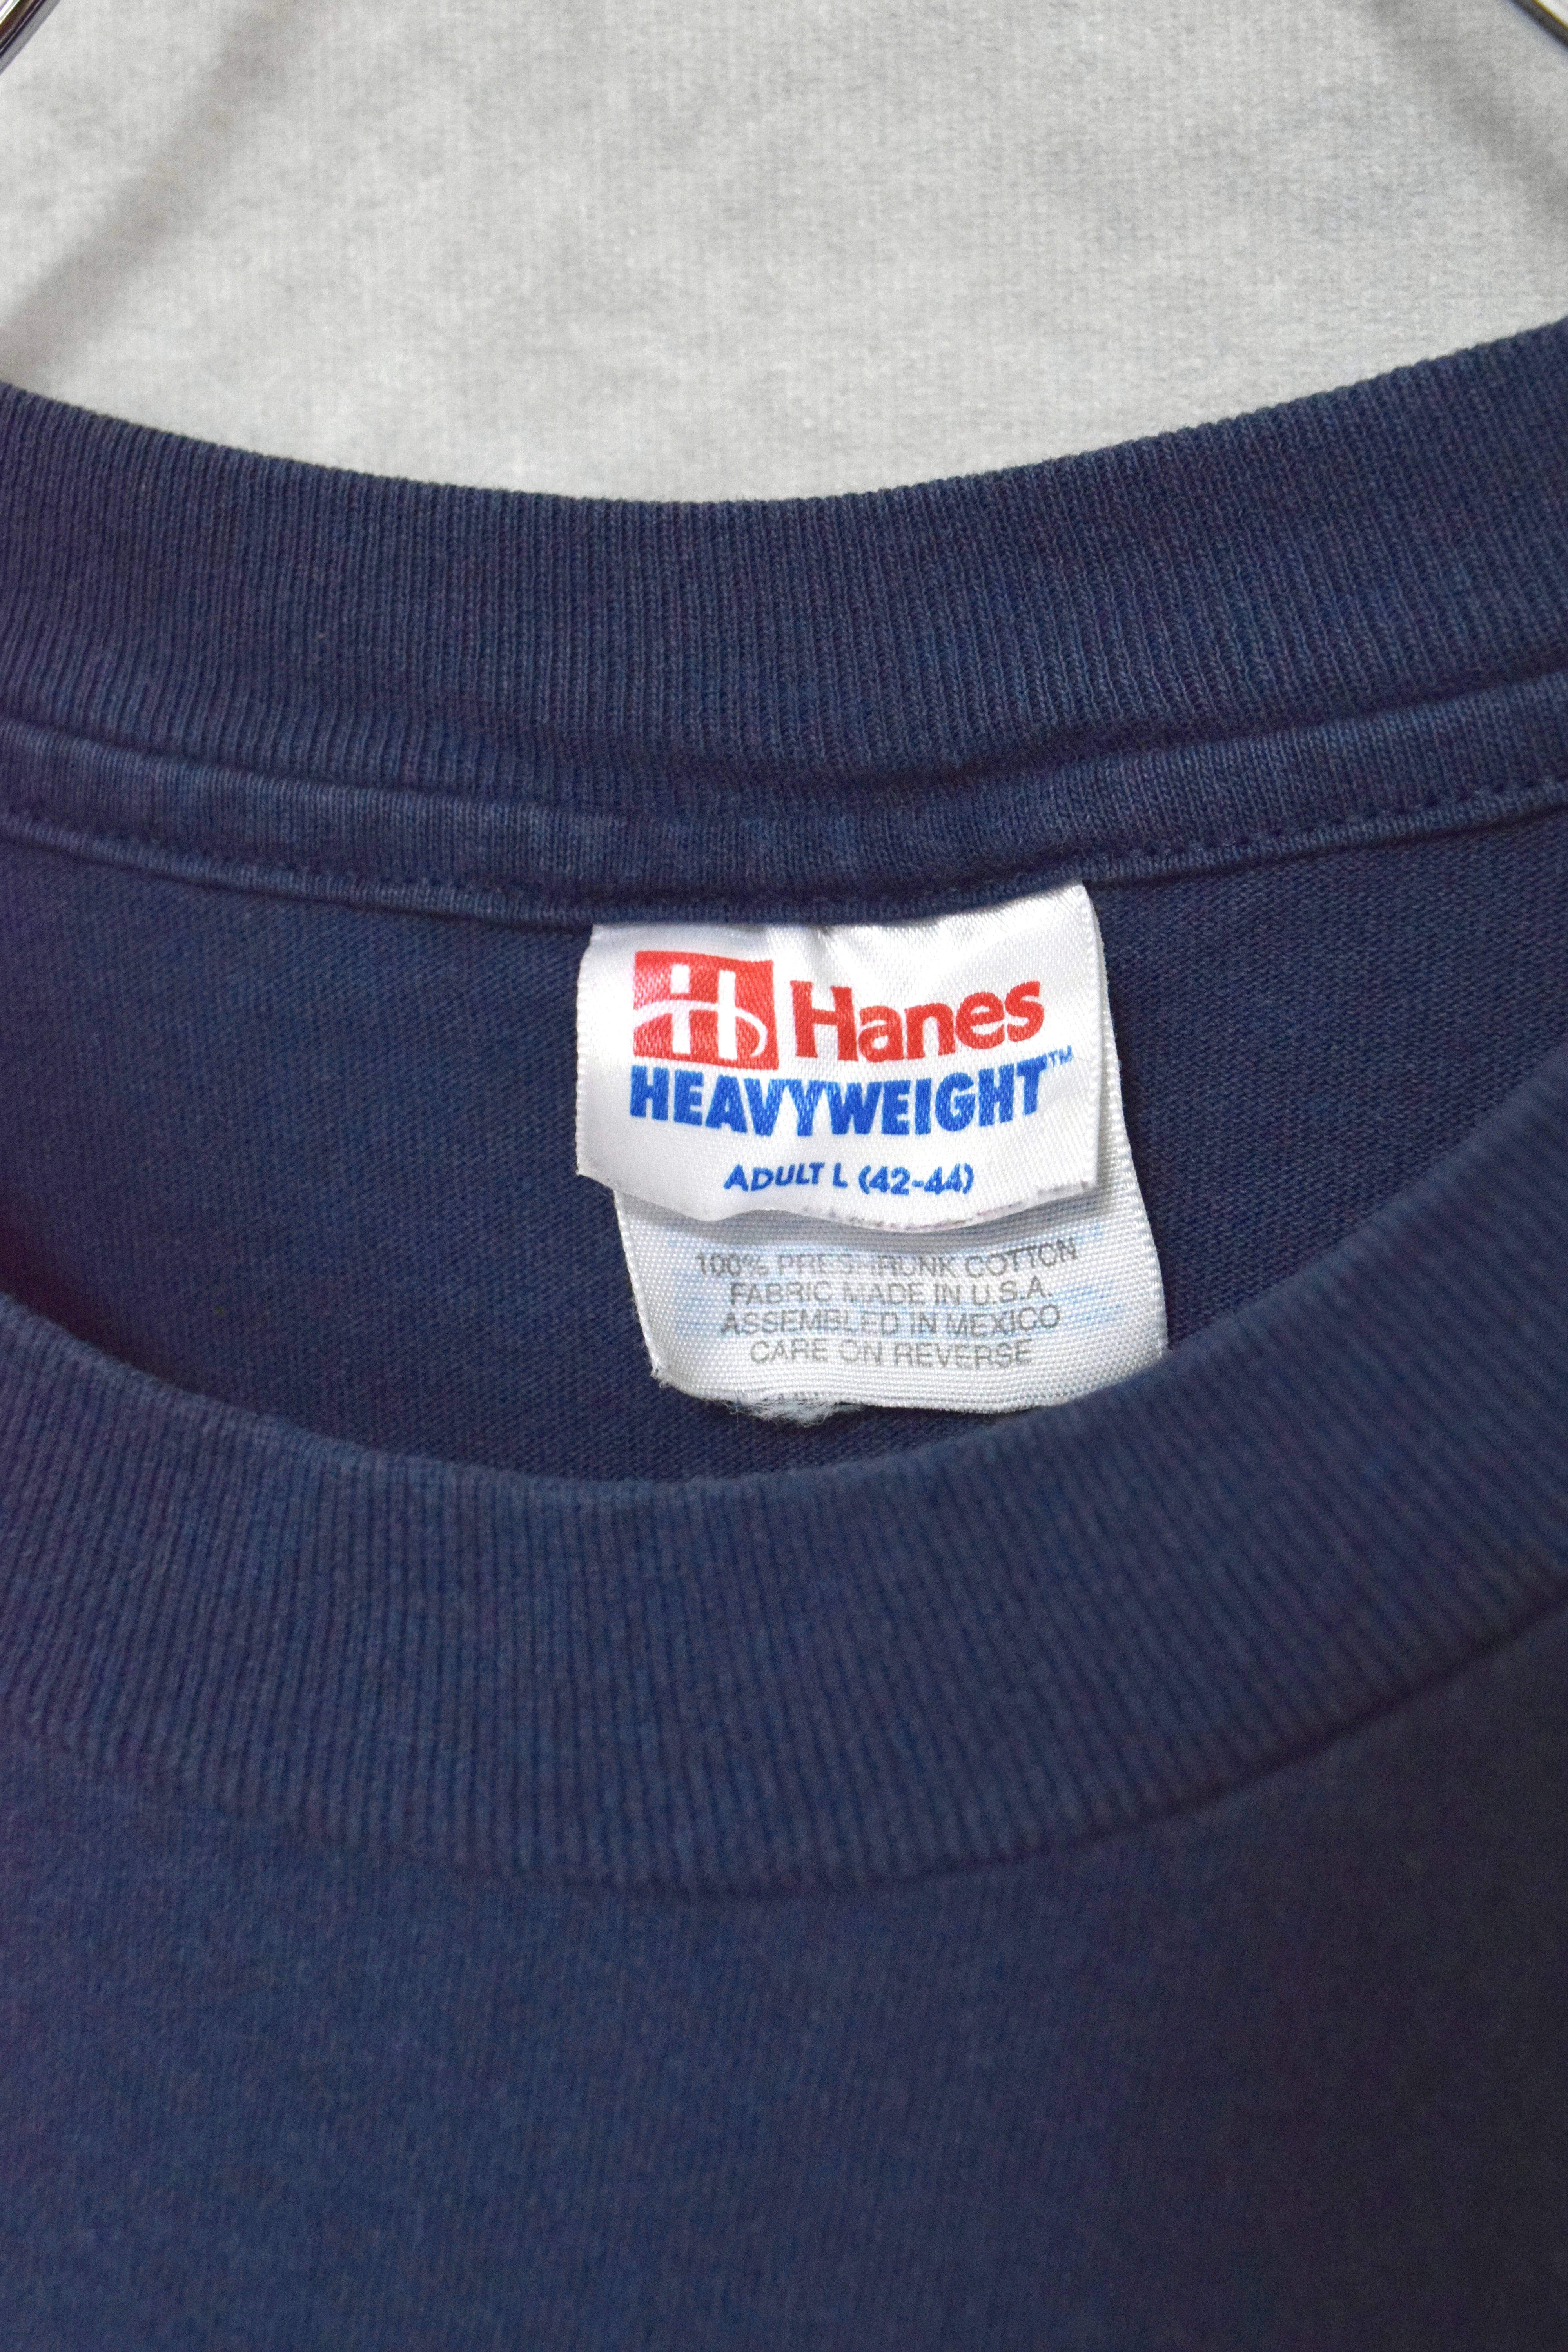 Hanes
HEAVYWEIGHT™
ADULT L (42-44)
100% PRESHRUNK COTTON
FABRIC MADE IN U.S.A.
ASSEMBLED IN MEXICO
CARE ON REVERSE